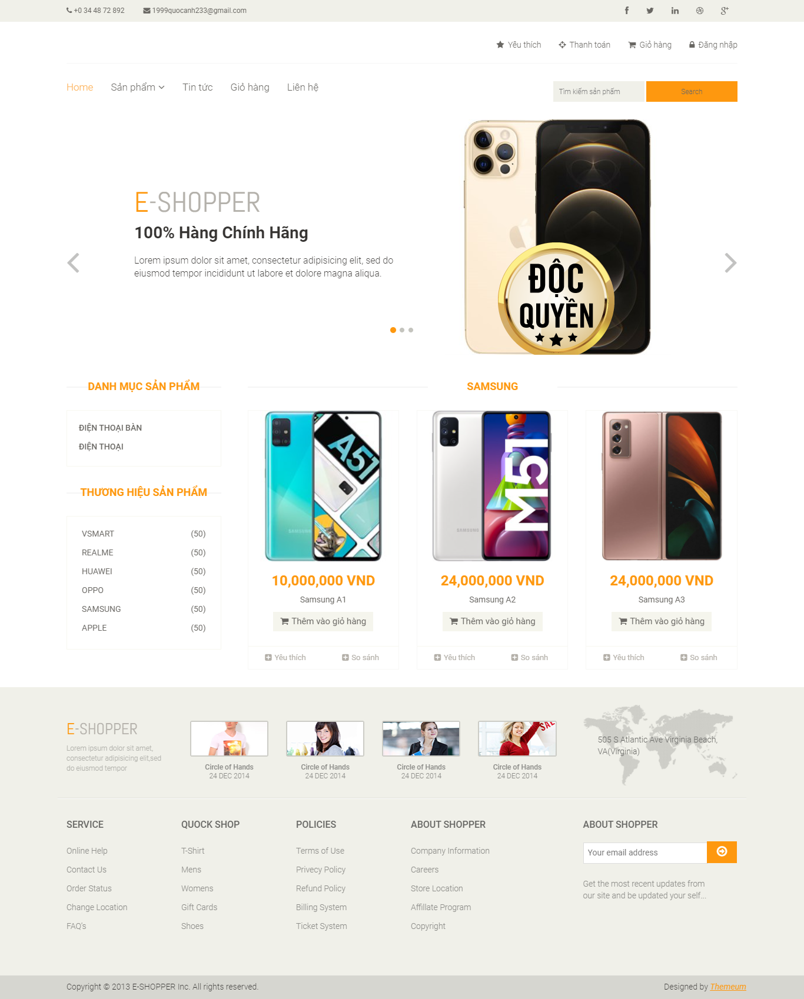 +0 34 48 72 892
1999quocanh233@gmail.com
Yêu thích
Thanh toán
Giỏ hàng
Đăng nhập
Home
Sản phẩm
Tin tức
Giỏ hàng
Liên hệ
Tìm kiếm sản phẩm
Search
E-SHOPPER
100% Hàng Chính Hãng
Lorem ipsum dolor sit amet, consectetur adipisicing elit, sed do
eiusmod tempor incididunt ut labore et dolore magna aliqua.
ĐỘC
QUYỀN
DANH MỤC SẢN PHẨM
ĐIỆN THOẠI BÀN
ĐIỆN THOẠI
THƯƠNG HIỆU SẢN PHẨM
VSMART (50)
REALME (50)
HUAWEI (50)
OPPO (50)
SAMSUNG (50)
APPLE (50)
SAMSUNG
A51
SAMSUNG
10,000,000 VND
Samsung A1
Thêm vào giỏ hàng
Yêu thích
So sánh
M51
SAMSUNG
24,000,000 VND
Samsung A2
Thêm vào giỏ hàng
Yêu thích
So sánh
24,000,000 VND
Samsung A3
Thêm vào giỏ hàng
Yêu thích
So sánh
E-SHOPPER
Lorem ipsum dolor sit amet,
consectetur adipisicing elit,sed
do eiusmod tempor
Circle of Hands
24 DEC 2014
Circle of Hands
24 DEC 2014
Circle of Hands
24 DEC 2014
SALE
Circle of Hands
24 DEC 2014
505 S Atlantic Ave Virginia Beach,
VA(Virginia)
SERVICE
Online Help
Contact Us
Order Status
Change Location
FAQ's
QUOCK SHOP
T-Shirt
Mens
Womens
Gift Cards
Shoes
POLICIES
Terms of Use
Privecy Policy
Refund Policy
Billing System
Ticket System
ABOUT SHOPPER
Company Information
Careers
Store Location
Affillate Program
Copyright
ABOUT SHOPPER
Your email address
Get the most recent updates from
our site and be updated your self...
Copyright © 2013 E-SHOPPER Inc. All rights reserved.
Designed by Themeum